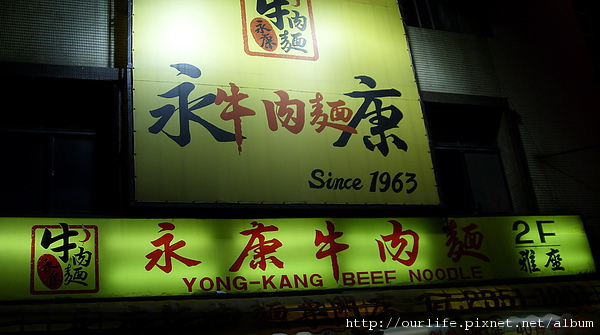 牛肉麵
永康
永牛肉麵康
Since 1963
牛肉麵
永康
永康牛肉麵
YONG-KANG BEEF NOODLE
2F
雅座
http://ourlife.pixnet.net/album